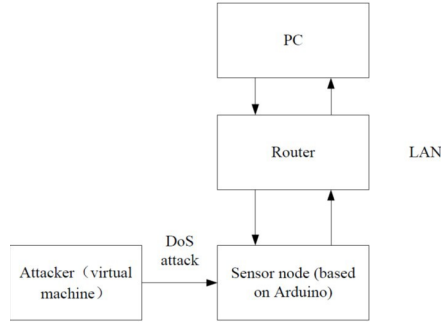 PC
Router
LAN
DoS
attack
Attacker（virtual
machine）
Sensor node (based
on Arduino)